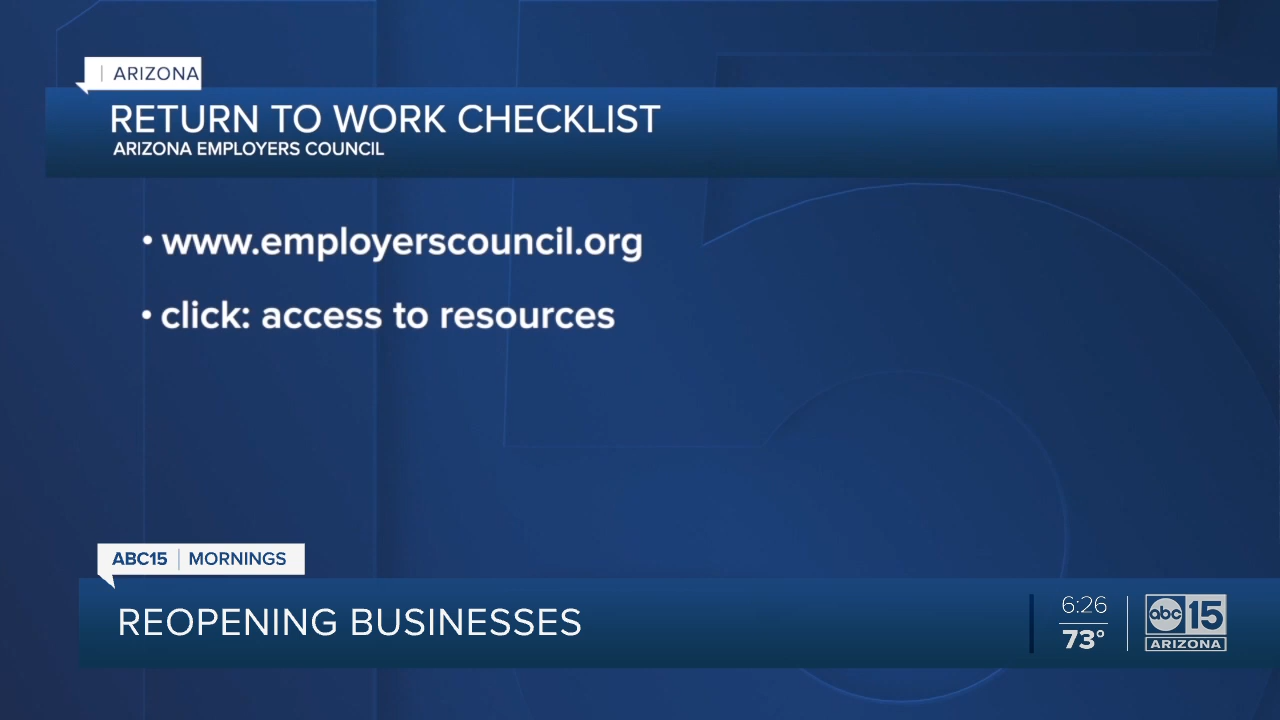 | ARIZONA
RETURN TO WORK CHECKLIST
ARIZONA EMPLOYERS COUNCIL
• www.employerscouncil.org
• click: access to resources
ABC15 | MORNINGS
REOPENING BUSINESSES
6:26
73°
abc 15
ARIZONA